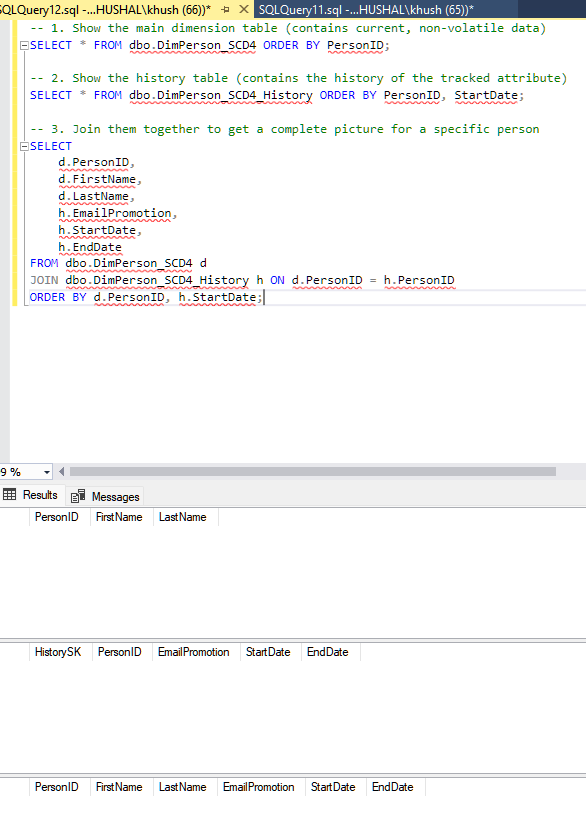 SQLQuery12.sql -...HUSHAL\khush (66))* SQLQuery11.sql -...HUSHAL\khush (65))*
-- 1. Show the main dimension table (contains current, non-volatile data)
SELECT * FROM dbo.DimPerson_SCD4 ORDER BY PersonID;
-- 2. Show the history table (contains the history of the tracked attribute)
SELECT * FROM dbo.DimPerson_SCD4_History ORDER BY PersonID, StartDate;
-- 3. Join them together to get a complete picture for a specific person
SELECT
d.PersonID,
d.FirstName,
d.LastName,
h.EmailPromotion,
h.StartDate,
h.EndDate
FROM dbo.DimPerson_SCD4 d
JOIN dbo.DimPerson_SCD4_History h ON d.PersonID = h.PersonID
ORDER BY d.PersonID, h.StartDate;
9 %
Results Messages
PersonID FirstName LastName
HistorySK PersonID EmailPromotion StartDate EndDate
PersonID FirstName LastName EmailPromotion StartDate EndDate